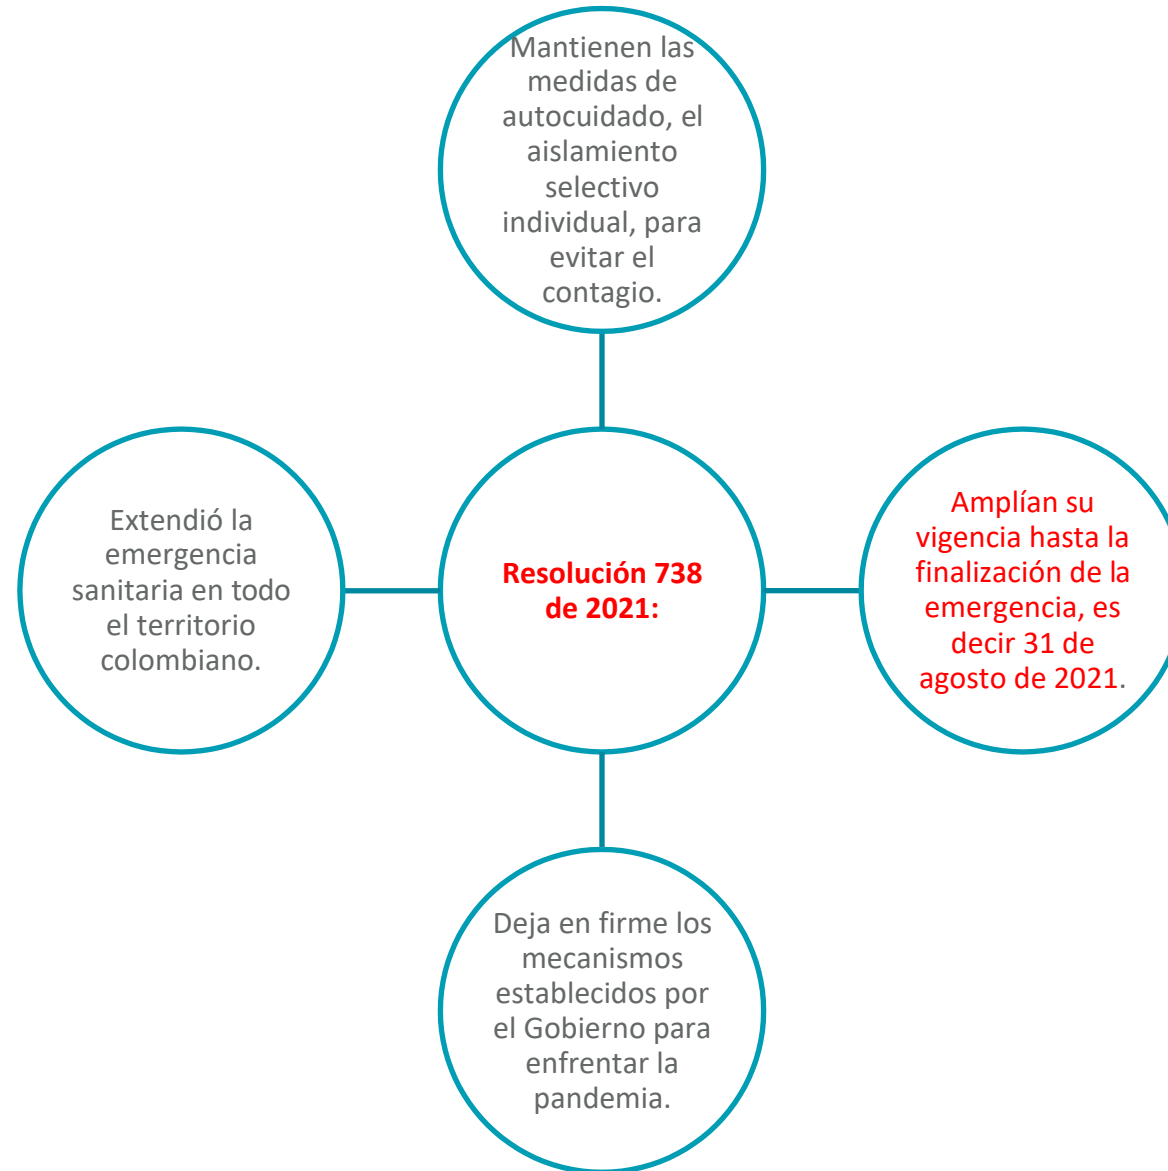 Mantienen las
medidas de
autocuidado, el
aislamiento
selectivo
individual, para
evitar el
contagio.
Extendió la
emergencia
sanitaria en todo
el territorio
colombiano.
Resolución 738
de 2021:
Amplían su
vigencia hasta la
finalización de la
emergencia, es
decir 31 de
agosto de 2021.
Deja en firme los
mecanismos
establecidos por
el Gobierno para
enfrentar la
pandemia.